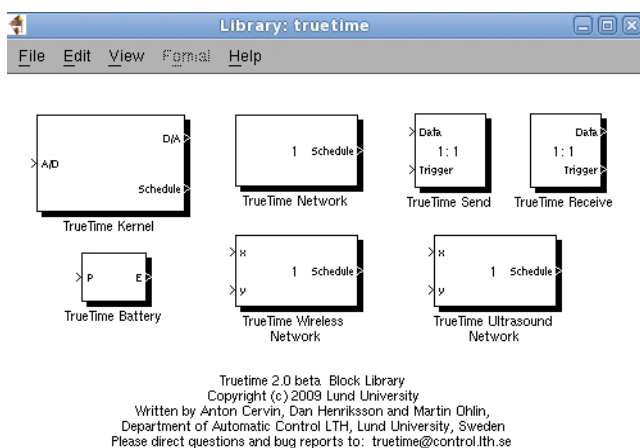 Library: truetime
File Edit View Format Help
A/D
D/A
Schedule
TrueTime Kernel
1 Schedule
TrueTime Network
Data
1:1
Trigger
TrueTime Send
Data
1:1
Trigger
TrueTime Receive
P E
TrueTime Battery
x
1 Schedule
y
TrueTime Wireless
Network
x
1 Schedule
y
TrueTime Ultrasound
Network
Truetime 2.0 beta Block Library
Copyright (c) 2009 Lund University
Written by Anton Cervin, Dan Henriksson and Martin Ohlin,
Department of Automatic Control LTH, Lund University, Sweden
Please direct questions and bug reports to: truetime@control.lth.se